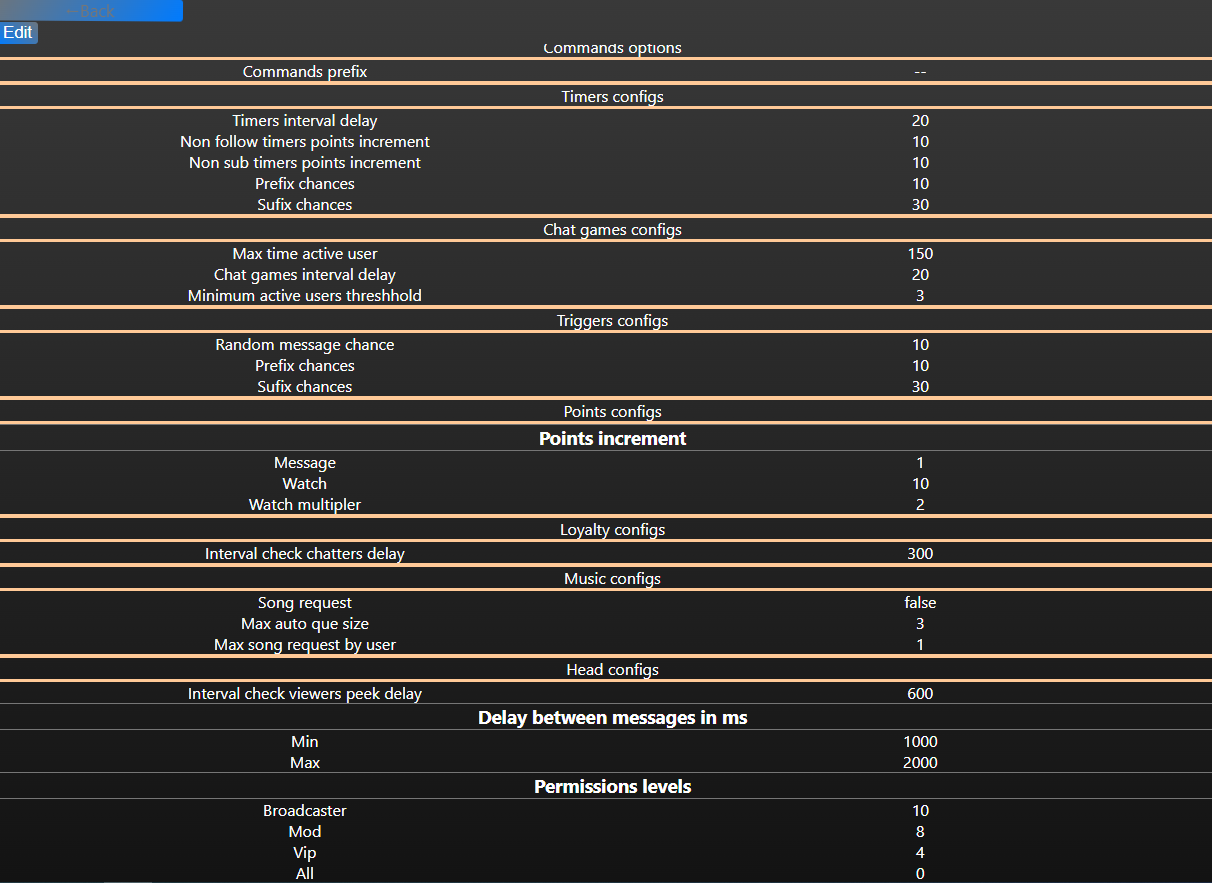 ←Back
Edit
Commands options
Commands prefix --
Timers configs
Timers interval delay 20
Non follow timers points increment 10
Non sub timers points increment 10
Prefix chances 10
Sufix chances 30
Chat games configs
Max time active user 150
Chat games interval delay 20
Minimum active users threshhold 3
Triggers configs
Random message chance 10
Prefix chances 10
Sufix chances 30
Points configs
Points increment
Message 1
Watch 10
Watch multipler 2
Loyalty configs
Interval check chatters delay 300
Music configs
Song request false
Max auto que size 3
Max song request by user 1
Head configs
Interval check viewers peek delay 600
Delay between messages in ms
Min 1000
Max 2000
Permissions levels
Broadcaster 10
Mod 8
Vip 4
All 0